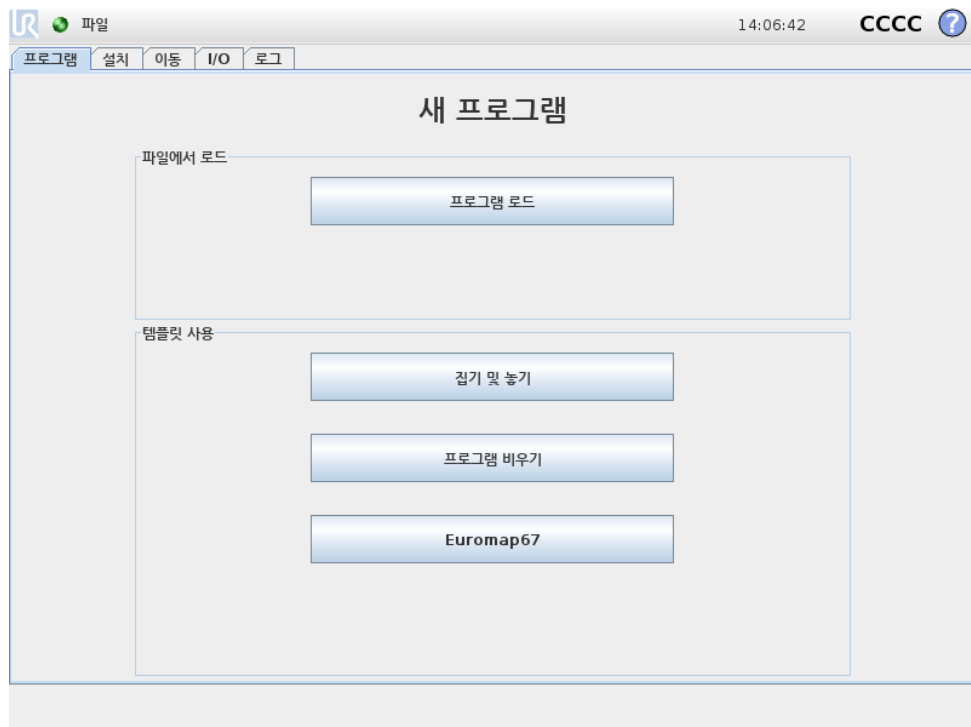 UR 파일 14:06:42 CCCC ?
프로그램 설치 이동 I/O 로그
새 프로그램
파일에서 로드
프로그램 로드
템플릿 사용
집기 및 놓기
프로그램 비우기
Euromap67